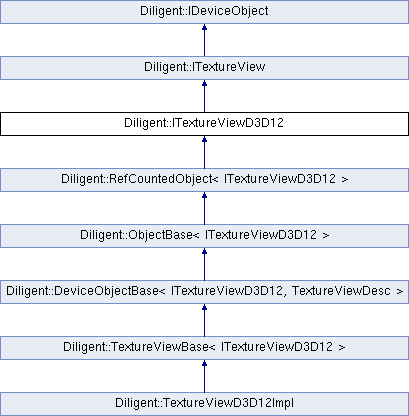 Diligent::IDeviceObject
Diligent::ITextureView
Diligent::ITextureViewD3D12
Diligent::RefCountedObject< ITextureViewD3D12 >
Diligent::ObjectBase< ITextureViewD3D12 >
Diligent::DeviceObjectBase< ITextureViewD3D12, TextureViewDesc >
Diligent::TextureViewBase< ITextureViewD3D12 >
Diligent::TextureViewD3D12Impl